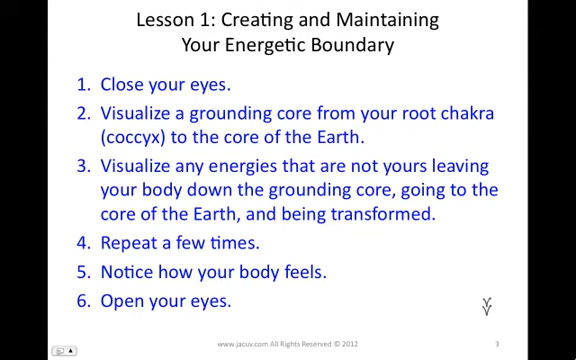 Lesson 1: Creating and Maintaining
Your Energetic Boundary
1. Close your eyes.
2. Visualize a grounding core from your root chakra
(coccyx) to the core of the Earth.
3. Visualize any energies that are not yours leaving
your body down the grounding core, going to the
core of the Earth, and being transformed.
4. Repeat a few times.
5. Notice how your body feels.
6. Open your eyes.
www.jacuv.com All Rights Reserved © 2012
3